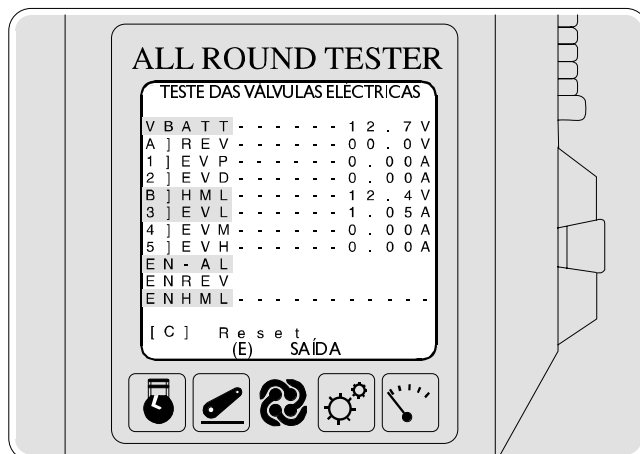 ALL ROUND TESTER
TESTE DAS VÁLVULAS ELÉCTRICAS
VBATT------12.7V
A]REV------00.0V
1]EVP------0.00A
2]EVD------0.00A
B]HML------12.4V
3]EVL------1.05A
4]EVM------0.00A
5]EVH------0.00A
EN-AL
ENREV
ENHML-------------
[C] Reset
(E) SAÍDA